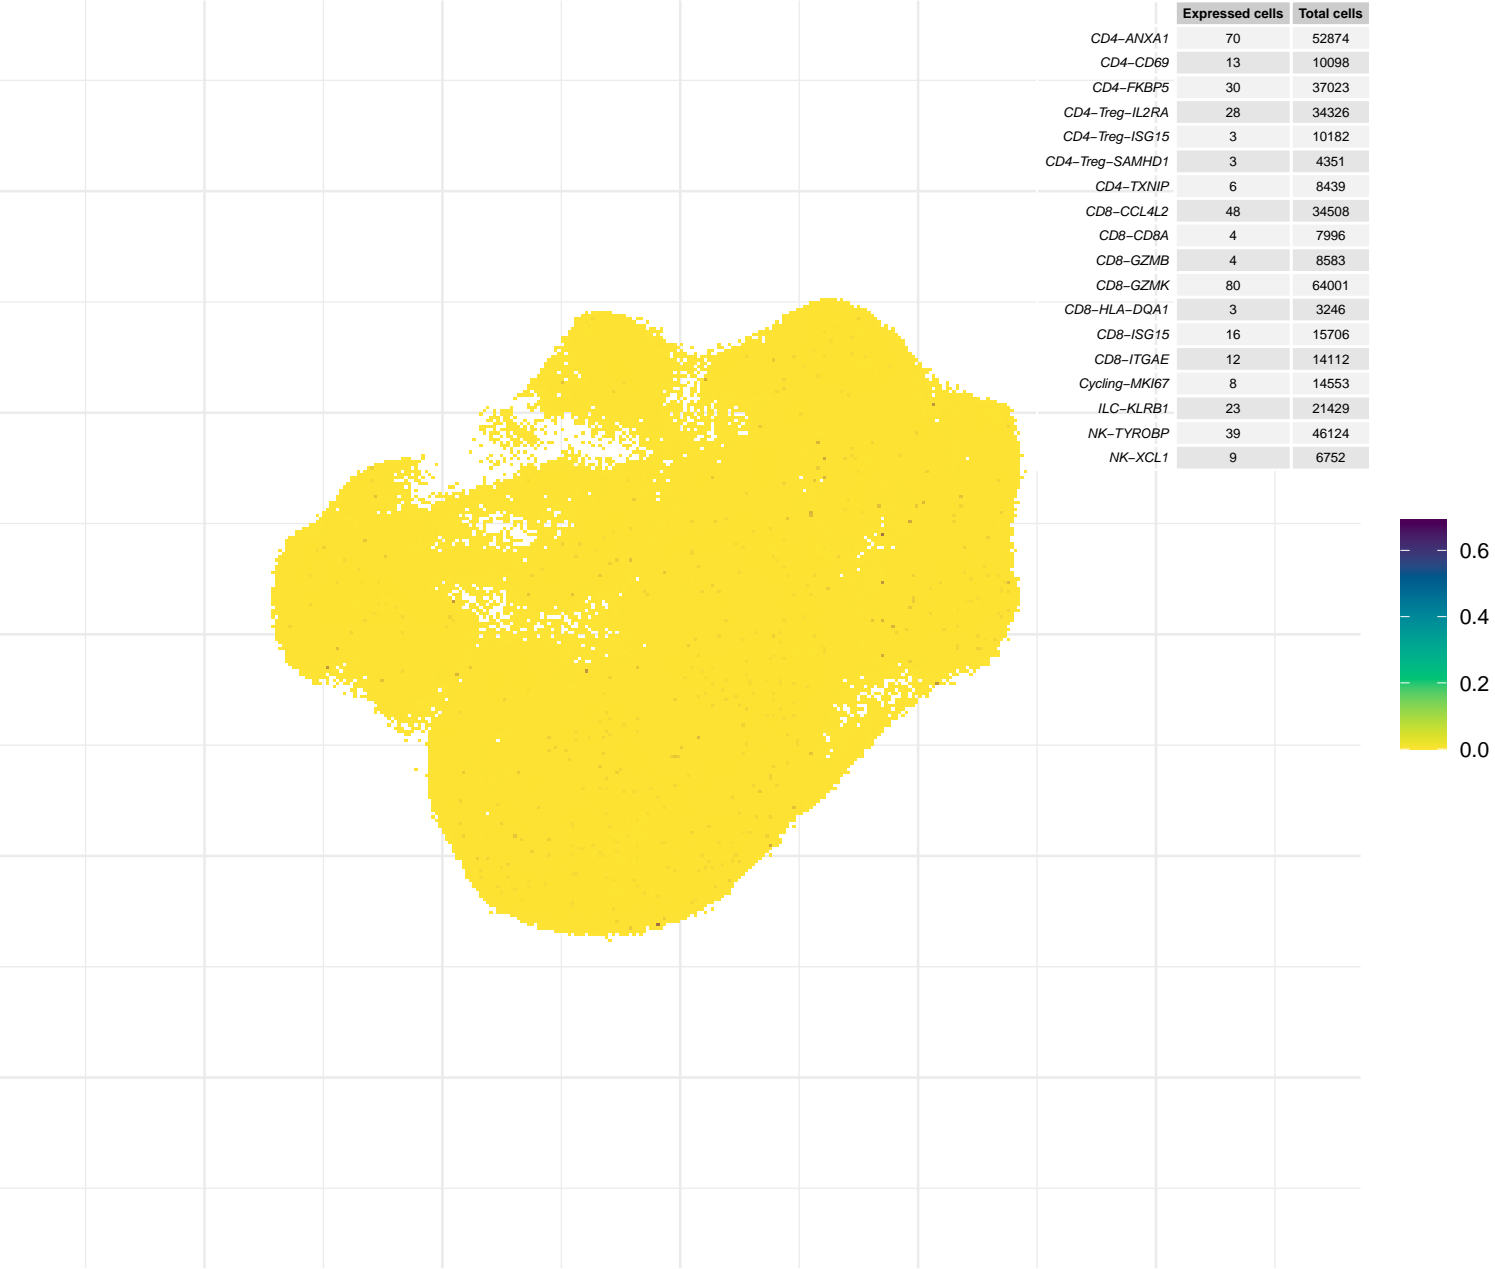 Expressed cells Total cells
CD4−ANXA1 70 52874
CD4−CD69 13 10098
CD4−FKBP5 30 37023
CD4−Treg−IL2RA 28 34326
CD4−Treg−ISG15 3 10182
CD4−Treg−SAMHD1 3 4351
CD4−TXNIP 6 8439
CD8−CCL4L2 48 34508
CD8−CD8A 4 7996
CD8−GZMB 4 8583
CD8−GZMK 80 64001
CD8−HLA−DQA1 3 3246
CD8−ISG15 16 15706
CD8−ITGAE 12 14112
Cycling−MKI67 8 14553
ILC−KLRB1 23 21429
NK−TYROBP 39 46124
NK−XCL1 9 6752
0.6
0.4
0.2
0.0